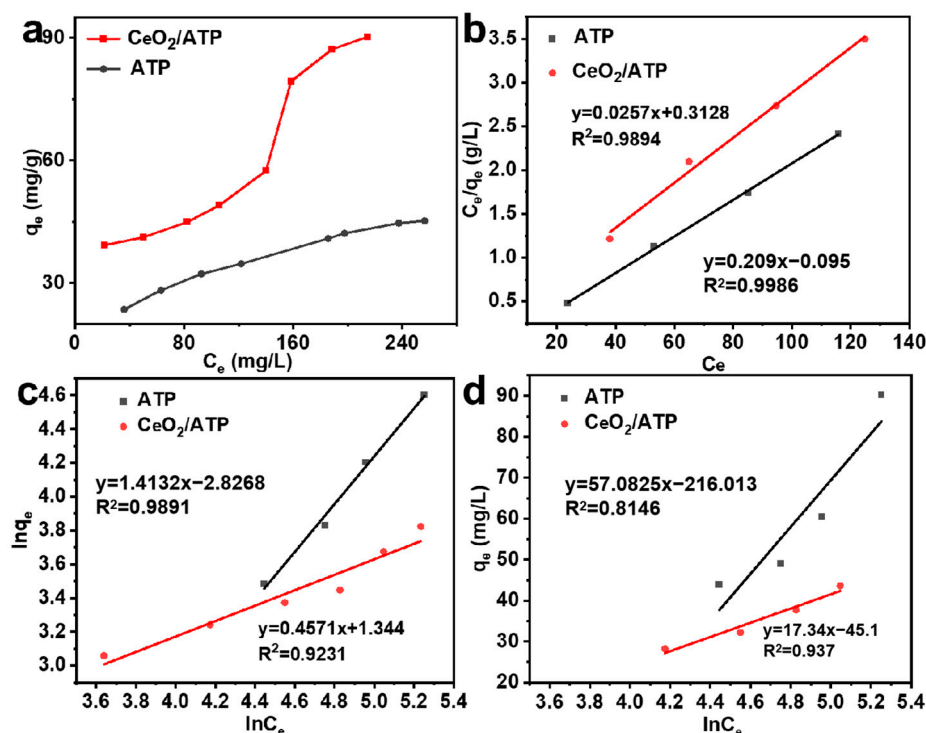 a
CeO₂/ATP
ATP
qₑ (mg/g)
90
60
30
0 80 160 240
Cₑ (mg/L)
b
ATP
CeO₂/ATP
y=0.0257x+0.3128
R²=0.9894
y=0.209x−0.095
R²=0.9986
Cₑ/qₑ (g/L)
3.5
3.0
2.5
2.0
1.5
1.0
0.5
20 40 60 80 100 120 140
Ce
c
ATP
CeO₂/ATP
y=1.4132x−2.8268
R²=0.9891
y=0.4571x+1.344
R²=0.9231
lnqₑ
4.6
4.4
4.2
4.0
3.8
3.6
3.4
3.2
3.0
3.6 3.8 4.0 4.2 4.4 4.6 4.8 5.0 5.2 5.4
lnCₑ
d
ATP
CeO₂/ATP
y=57.0825x−216.013
R²=0.8146
y=17.34x−45.1
R²=0.937
qₑ (mg/L)
90
80
70
60
50
40
30
20
3.6 3.9 4.2 4.5 4.8 5.1 5.4
lnCₑ